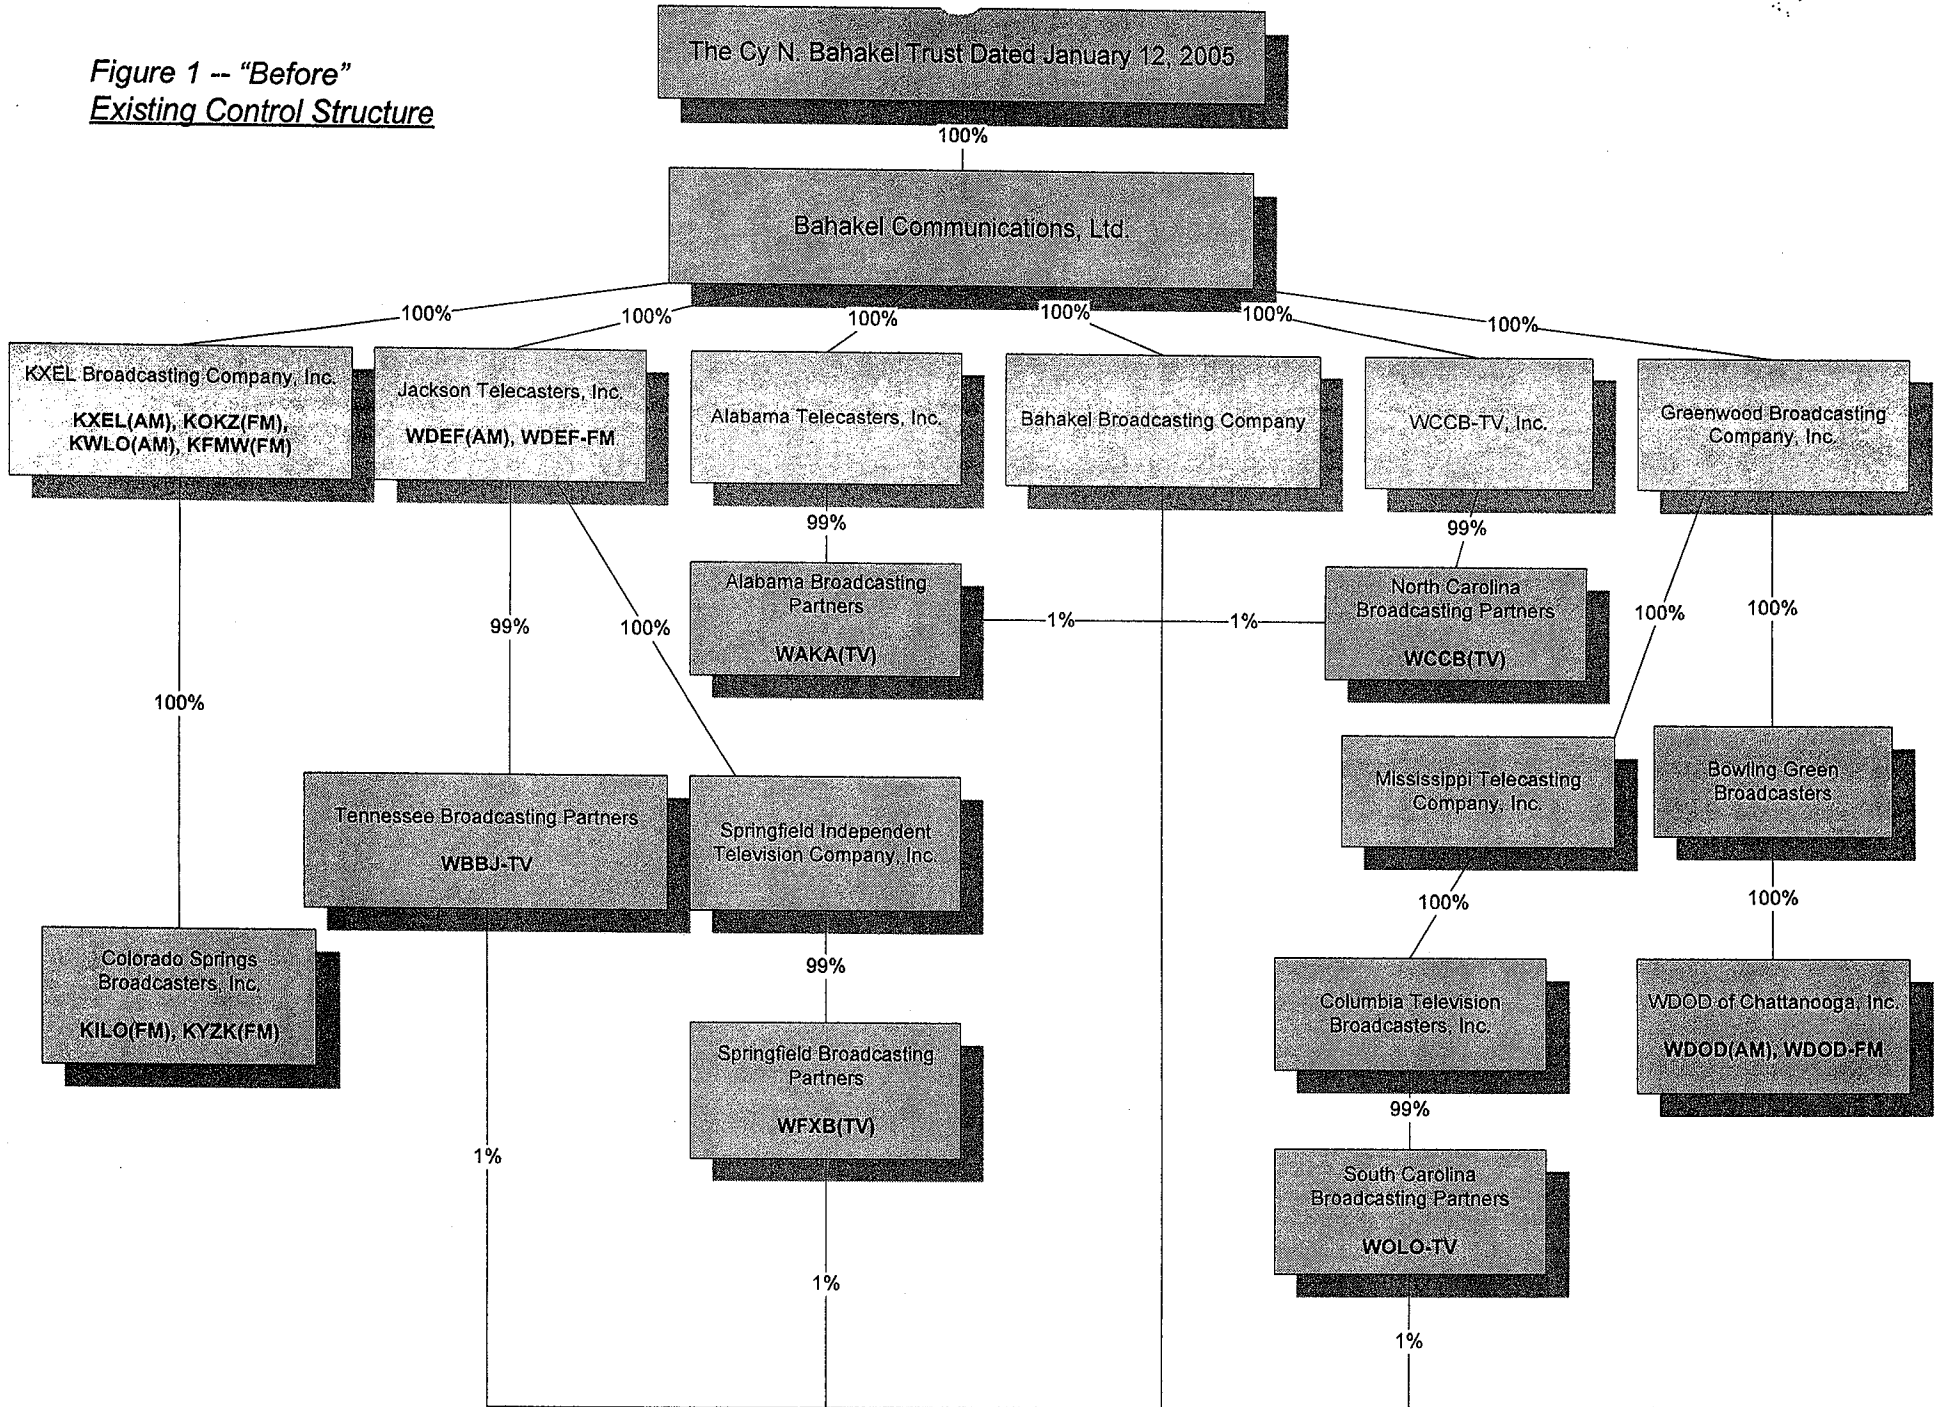 Figure 1 -- “Before”
Existing Control Structure
The Cy N. Bahakel Trust Dated January 12, 2005
100%
Bahakel Communications, Ltd.
100%
100%
100%
100%
100%
100%
KXEL Broadcasting Company, Inc.
KXEL(AM), KOKZ(FM),
KWLO(AM), KFMW(FM)
Jackson Telecasters, Inc.
WDEF(AM), WDEF-FM
Alabama Telecasters, Inc.
Bahakel Broadcasting Company
WCCB-TV, Inc.
Greenwood Broadcasting
Company, Inc.
99%
99%
Alabama Broadcasting
Partners
WAKA(TV)
1%
1%
North Carolina
Broadcasting Partners
WCCB(TV)
100%
100%
99%
100%
100%
Tennessee Broadcasting Partners
WBBJ-TV
Springfield Independent
Television Company, Inc.
Mississippi Telecasting
Company, Inc.
Bowling Green
Broadcasters
100%
100%
Colorado Springs
Broadcasters, Inc.
KILO(FM), KYZK(FM)
99%
Columbia Television
Broadcasters, Inc.
WDOD of Chattanooga, Inc.
WDOD(AM), WDOD-FM
Springfield Broadcasting
Partners
WFXB(TV)
99%
1%
South Carolina
Broadcasting Partners
WOLO-TV
1%
1%